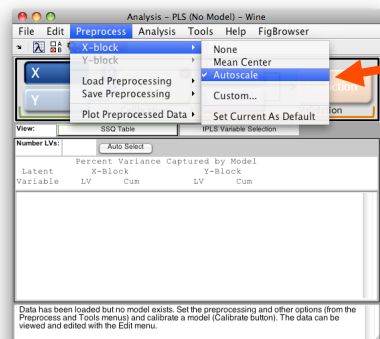 Analysis - PLS (No Model) - Wine
File Edit Preprocess Analysis Tools Help FigBrowser
X-block
Y-block
Load Preprocessing
Save Preprocessing
Plot Preprocessed Data
None
Mean Center
Autoscale
Custom...
Set Current As Default
X
Y
View: SSQ Table IPLS Variable Selection
Number LVs: Auto Select
Percent Variance Captured by Model
Latent X-Block Y-Block
Variable LV Cum LV Cum
Data has been loaded but no model exists. Set the preprocessing and other options (from the
Preprocess and Tools menus) and calibrate a model (Calibrate button). The data can be
viewed and edited with the Edit menu.